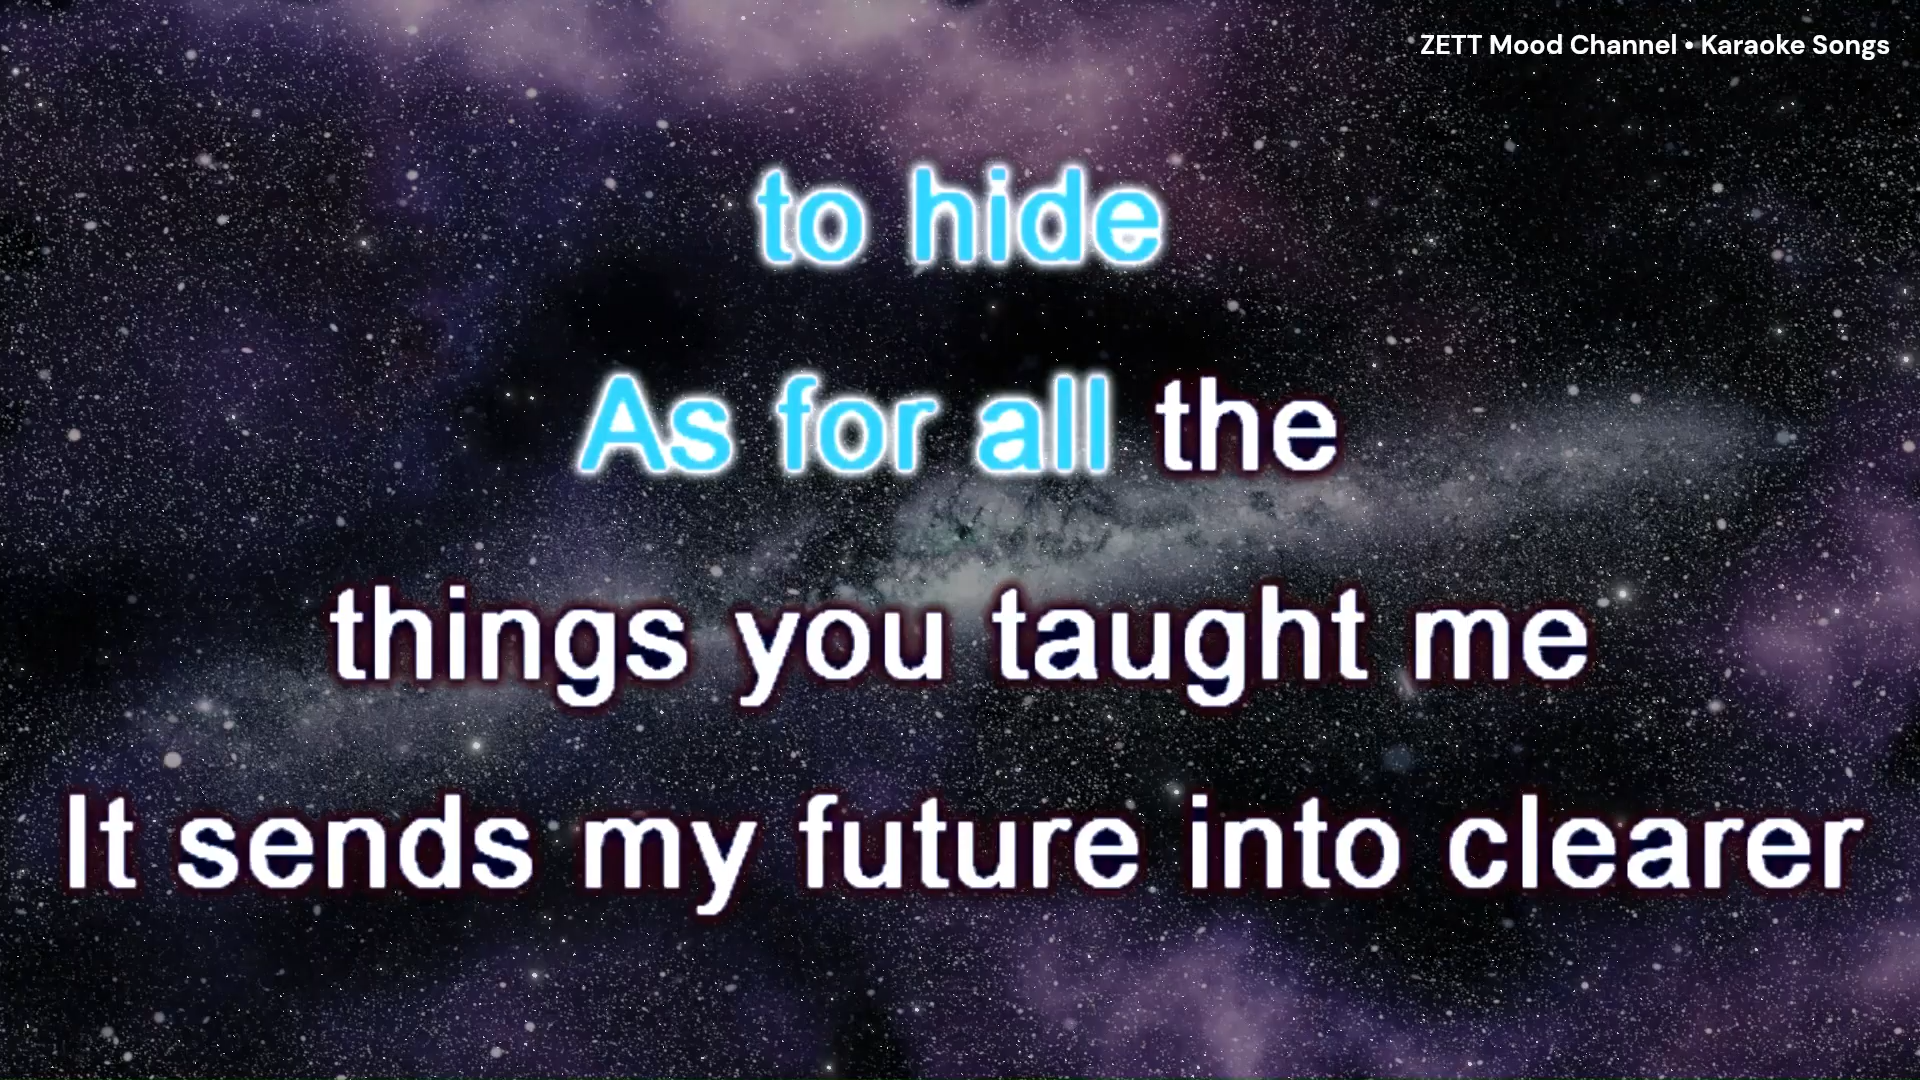 ZETT Mood Channel • Karaoke Songs
to hide
As for all the
things you taught me
It sends my future into clearer